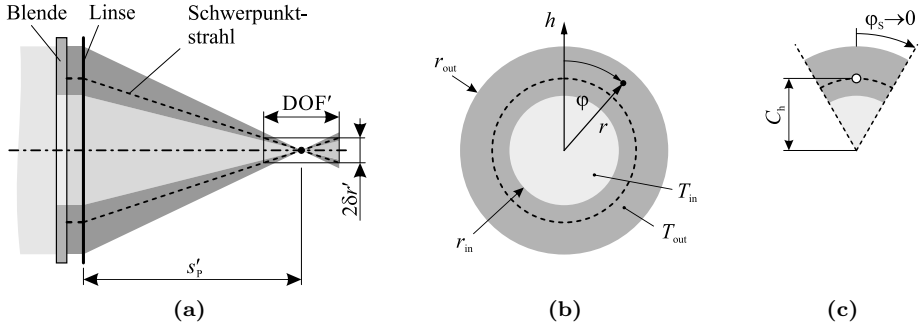 Blende Linse Schwerpunkt-
strahl
DOF′
2δr′
s′P
(a)
h
rout
φ
r
Tin
Tout
rin
(b)
φS→0
Ch
(c)